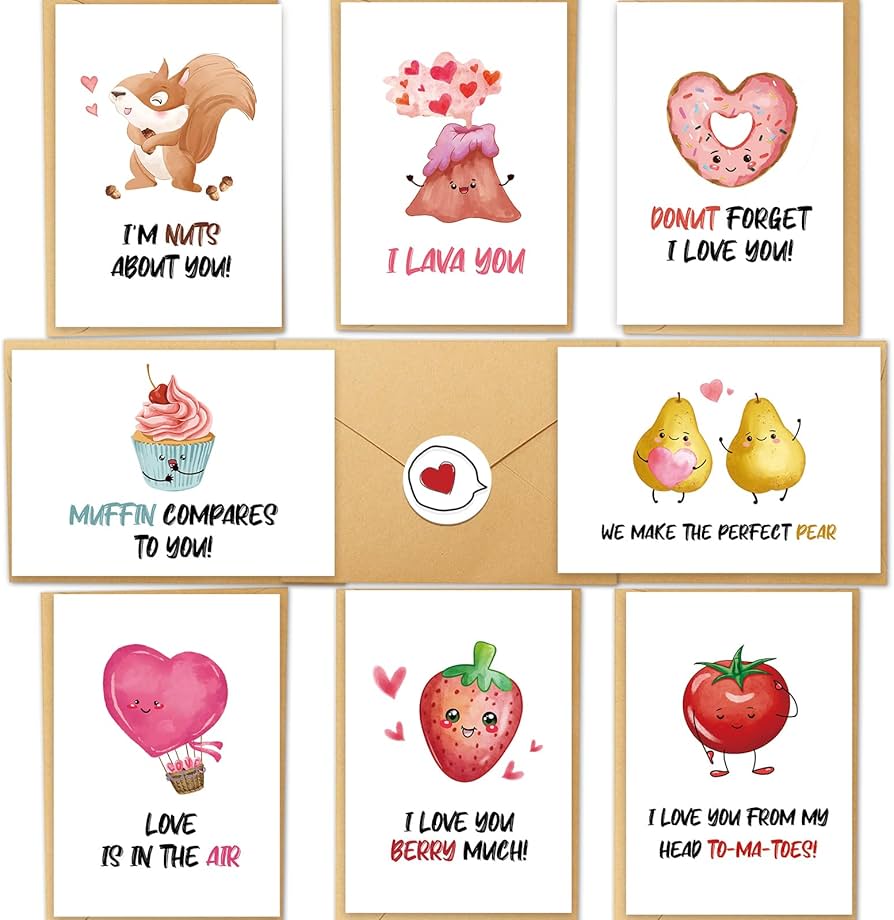 I'M NUTS
ABOUT YOU!
I LAVA YOU
DONUT FORGET
I LOVE YOU!
MUFFIN COMPARES
TO YOU!
WE MAKE THE PERFECT PEAR
LOVE
LOVE
IS IN THE AIR
I LOVE YOU
BERRY MUCH!
I LOVE YOU FROM MY
HEAD TO-MA-TOES!